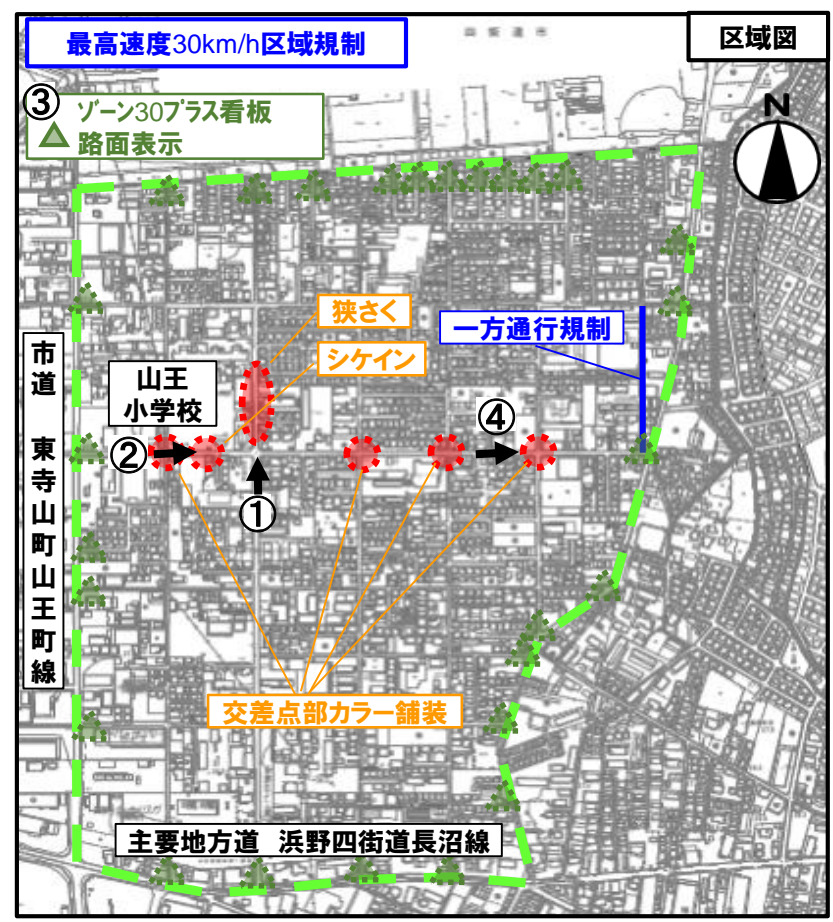 最高速度30km/h区域規制
区域図
③
ゾーン30プラス看板
路面表示
N
狭さく
一方通行規制
シケイン
山王
小学校
②
④
①
市道 東寺山町山王町線
交差点部カラー舗装
主要地方道 浜野四街道長沼線